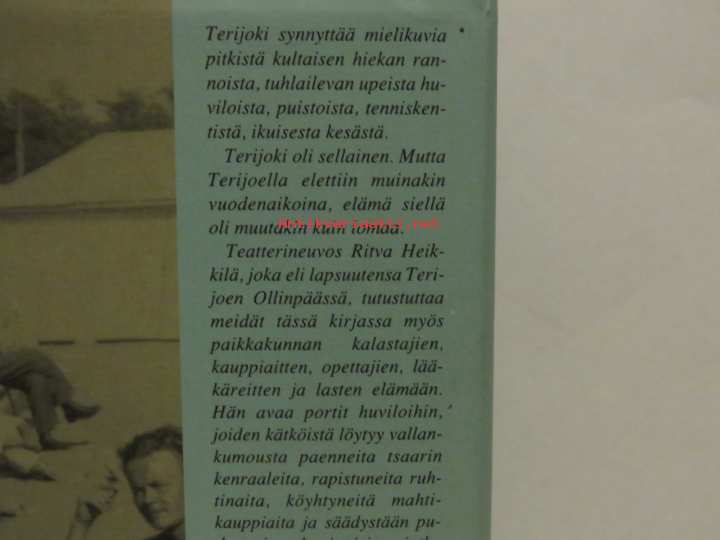 Terijoki synnyttää mielikuvia
pitkistä kultaisen hiekan ran-
noista, tuhlailevan upeista hu-
viloista, puistoista, tenisken-
tistä, ikuisesta kesästä.
Terijoki oli sellainen. Mutta
Terijoella elettiin muinakin
vuodenaikoina, elämä siellä
oli muutakin kuin lomaa.
Teatterineuvos Ritva Heik-
kilä, joka eli lapsuutensa Teri-
joen Ollinpäässä, tutustuttaa
meidät tässä kirjassa myös
paikkakunnan kalastajien,
kauppiaitten, opettajien, lää-
käreitten ja lasten elämään.
Hän avaa portit huviloihin,
joiden kätköistä löytyy vallan-
kumousta paenneita tsaarin
kenraaleita, rapistuneita ruh-
tinaita, köyhtyneitä mahti-
kauppiaita ja säädystään pu-